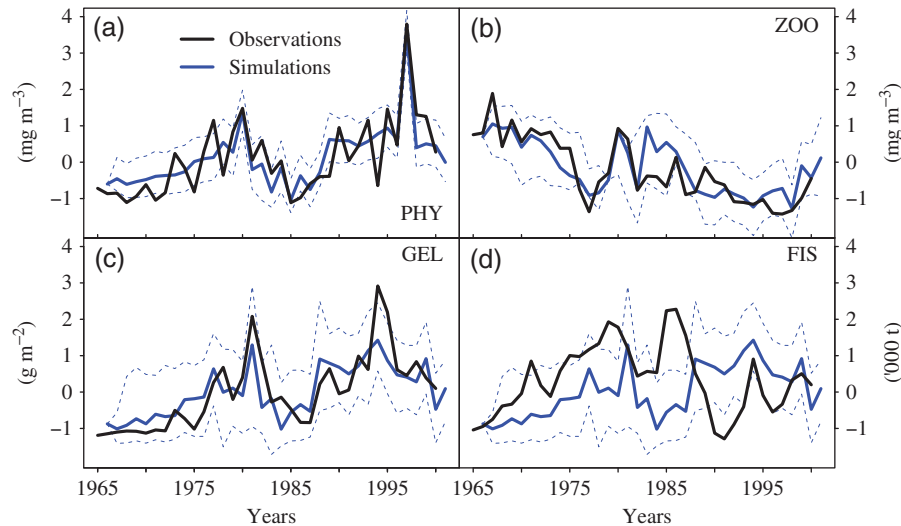 (a)
Observations
Simulations
PHY
(mg m−3)
4
3
2
1
0
−1
(b)
ZOO
4
3
2
1
0
−1
(mg m−3)
(c)
GEL
(g m−2)
4
3
2
1
0
−1
1965
1975
1985
1995
Years
(d)
FIS
4
3
2
1
0
−1
('000 t)
1965
1975
1985
1995
Years